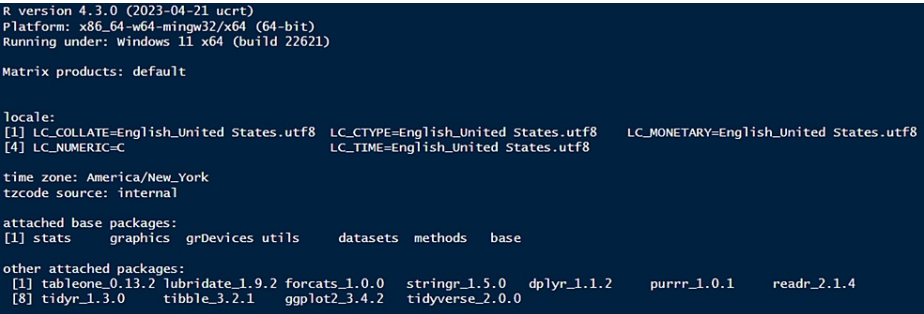 R version 4.3.0 (2023-04-21 ucrt)
Platform: x86_64-w64-mingw32/x64 (64-bit)
Running under: Windows 11 x64 (build 22621)
Matrix products: default
locale:
[1] LC_COLLATE=English_United States.utf8  LC_CTYPE=English_United States.utf8    LC_MONETARY=English_United States.utf8
[4] LC_NUMERIC=C                           LC_TIME=English_United States.utf8
time zone: America/New_York
tzcode source: internal
attached base packages:
[1] stats     graphics  grDevices utils     datasets  methods   base
other attached packages:
 [1] tableone_0.13.2 lubridate_1.9.2 forcats_1.0.0   stringr_1.5.0   dplyr_1.1.2     purrr_1.0.1     readr_2.1.4
 [8] tidyr_1.3.0     tibble_3.2.1    ggplot2_3.4.2   tidyverse_2.0.0